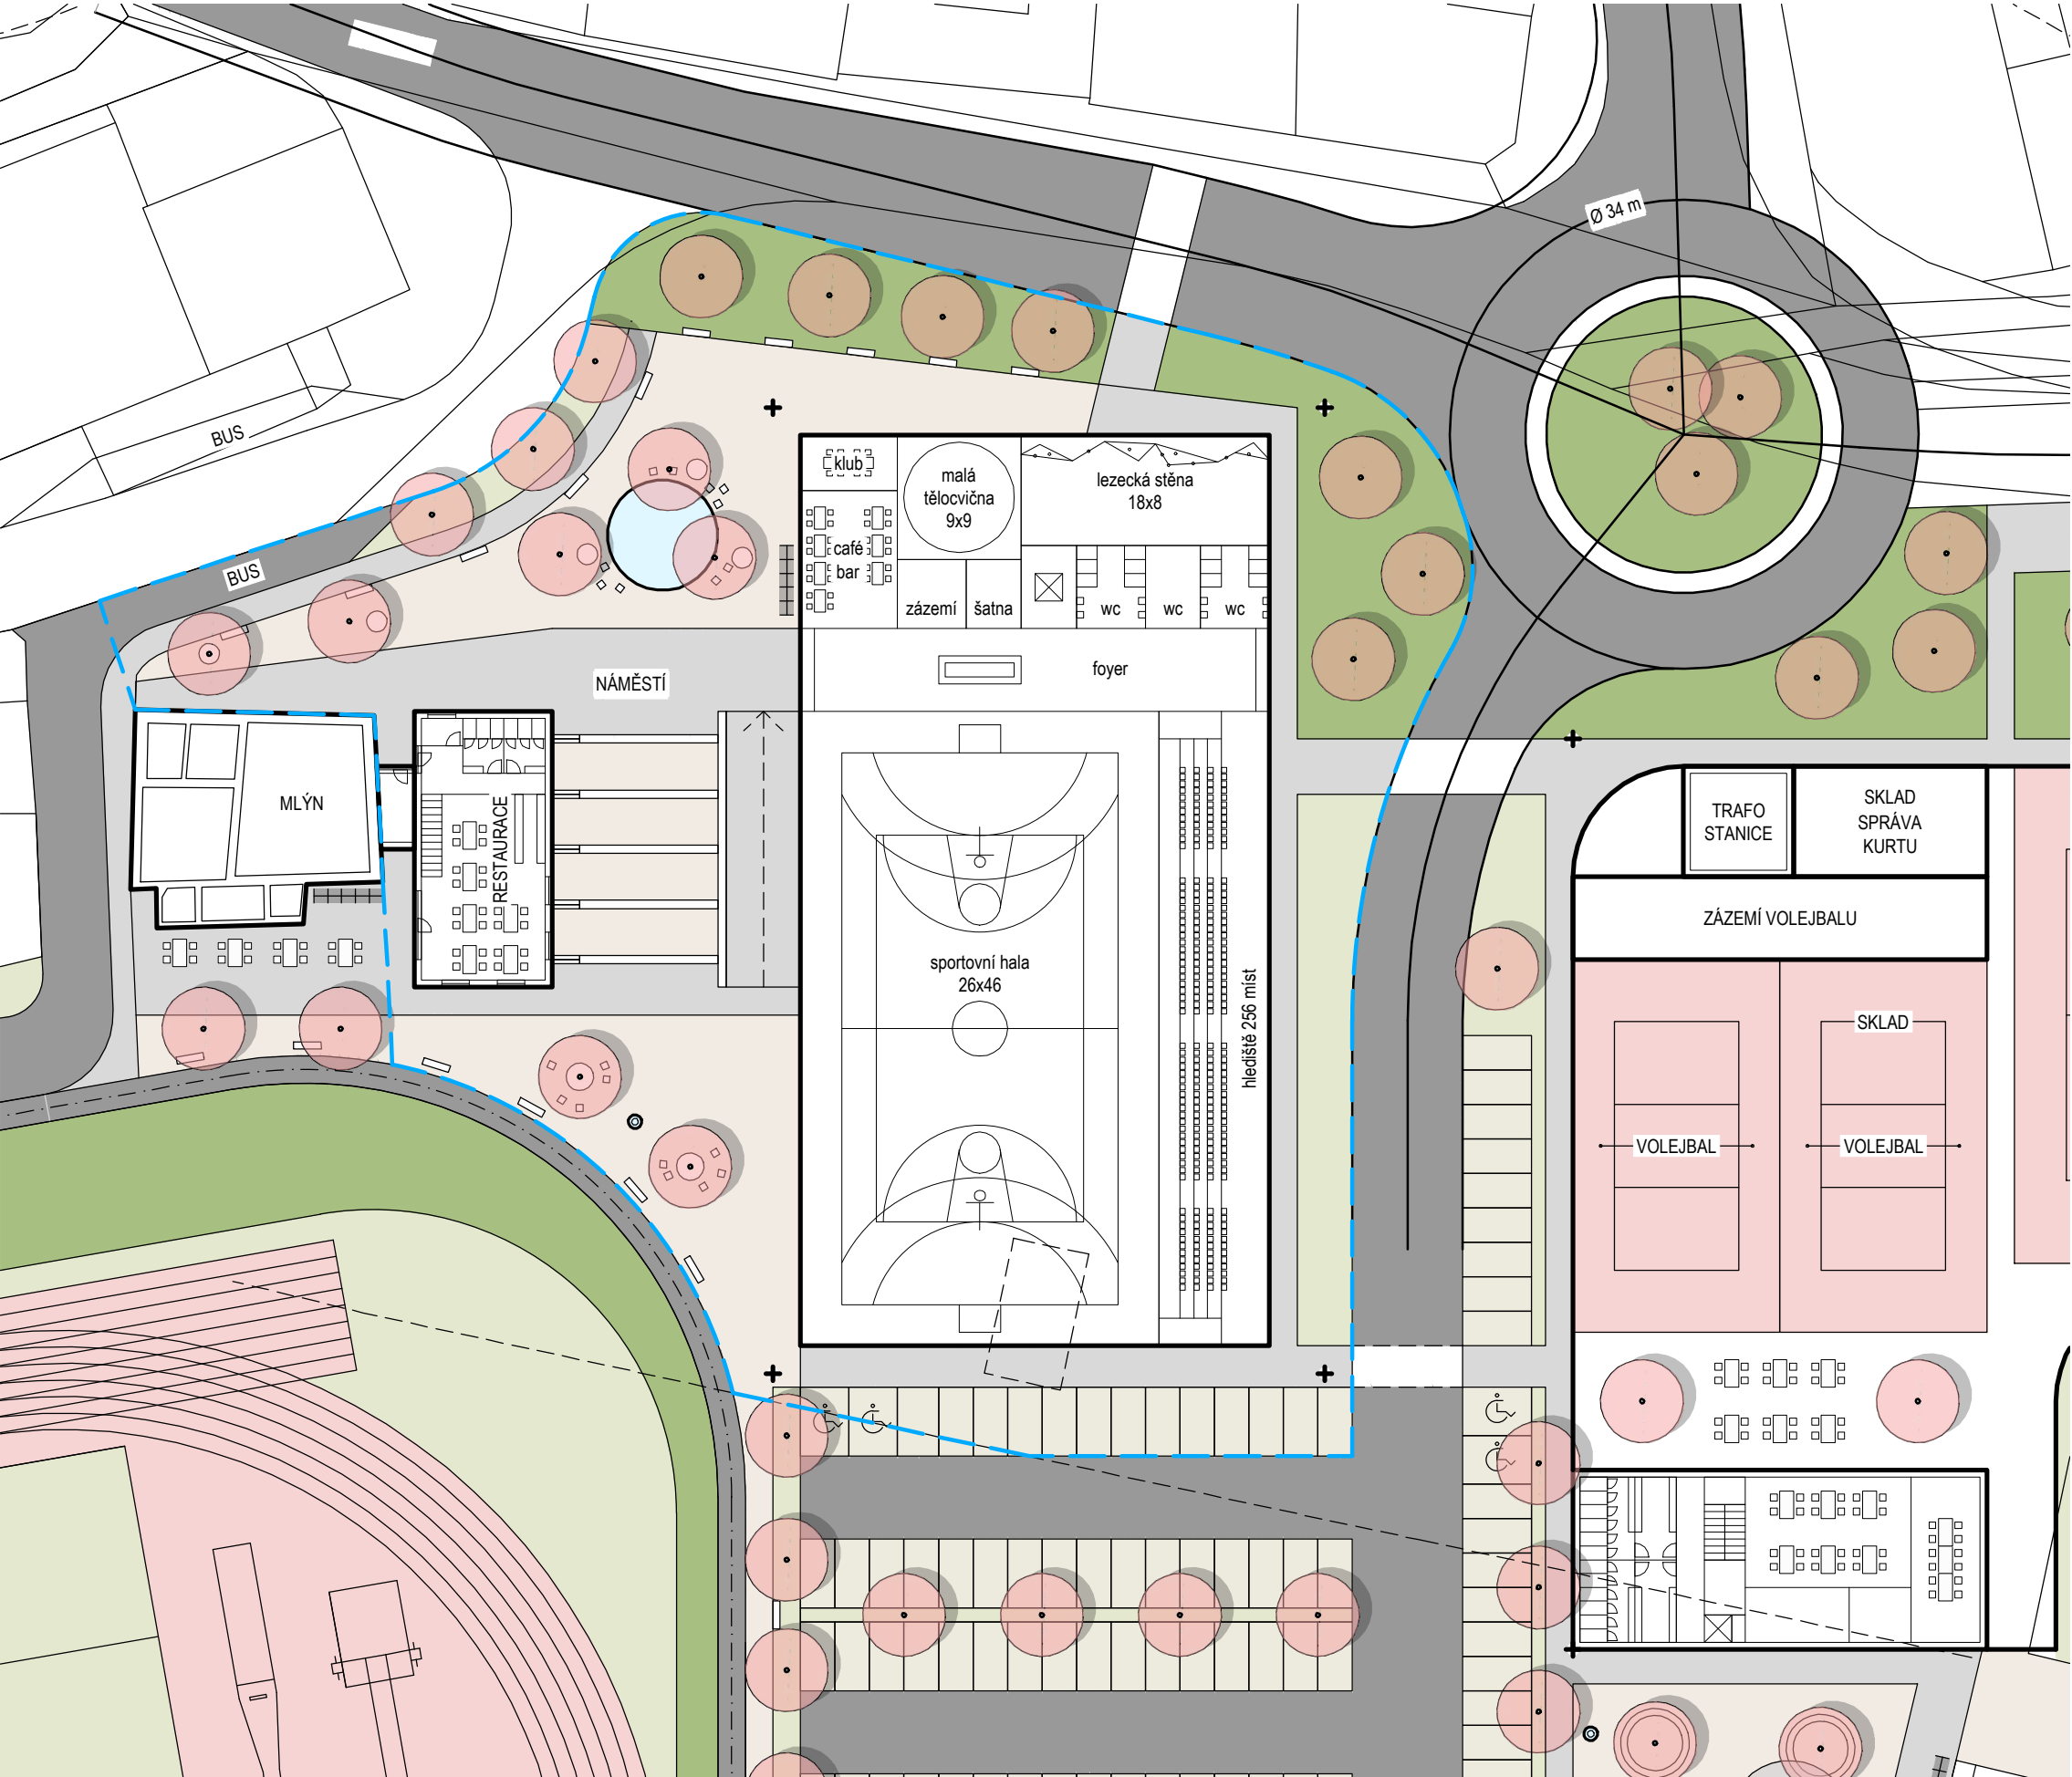 Ø 34 m
BUS
klub
malá
tělocvična
9x9
lezecká stěna
18x8
café
bar
BUS
zázemí
šatna
wc
wc
wc
foyer
NÁMĚSTÍ
MLÝN
RESTAURACE
TRAFO
STANICE
SKLAD
SPRÁVA
KURTU
ZÁZEMÍ VOLEJBALU
sportovní hala
26x46
hlediště 256 míst
SKLAD
VOLEJBAL
VOLEJBAL